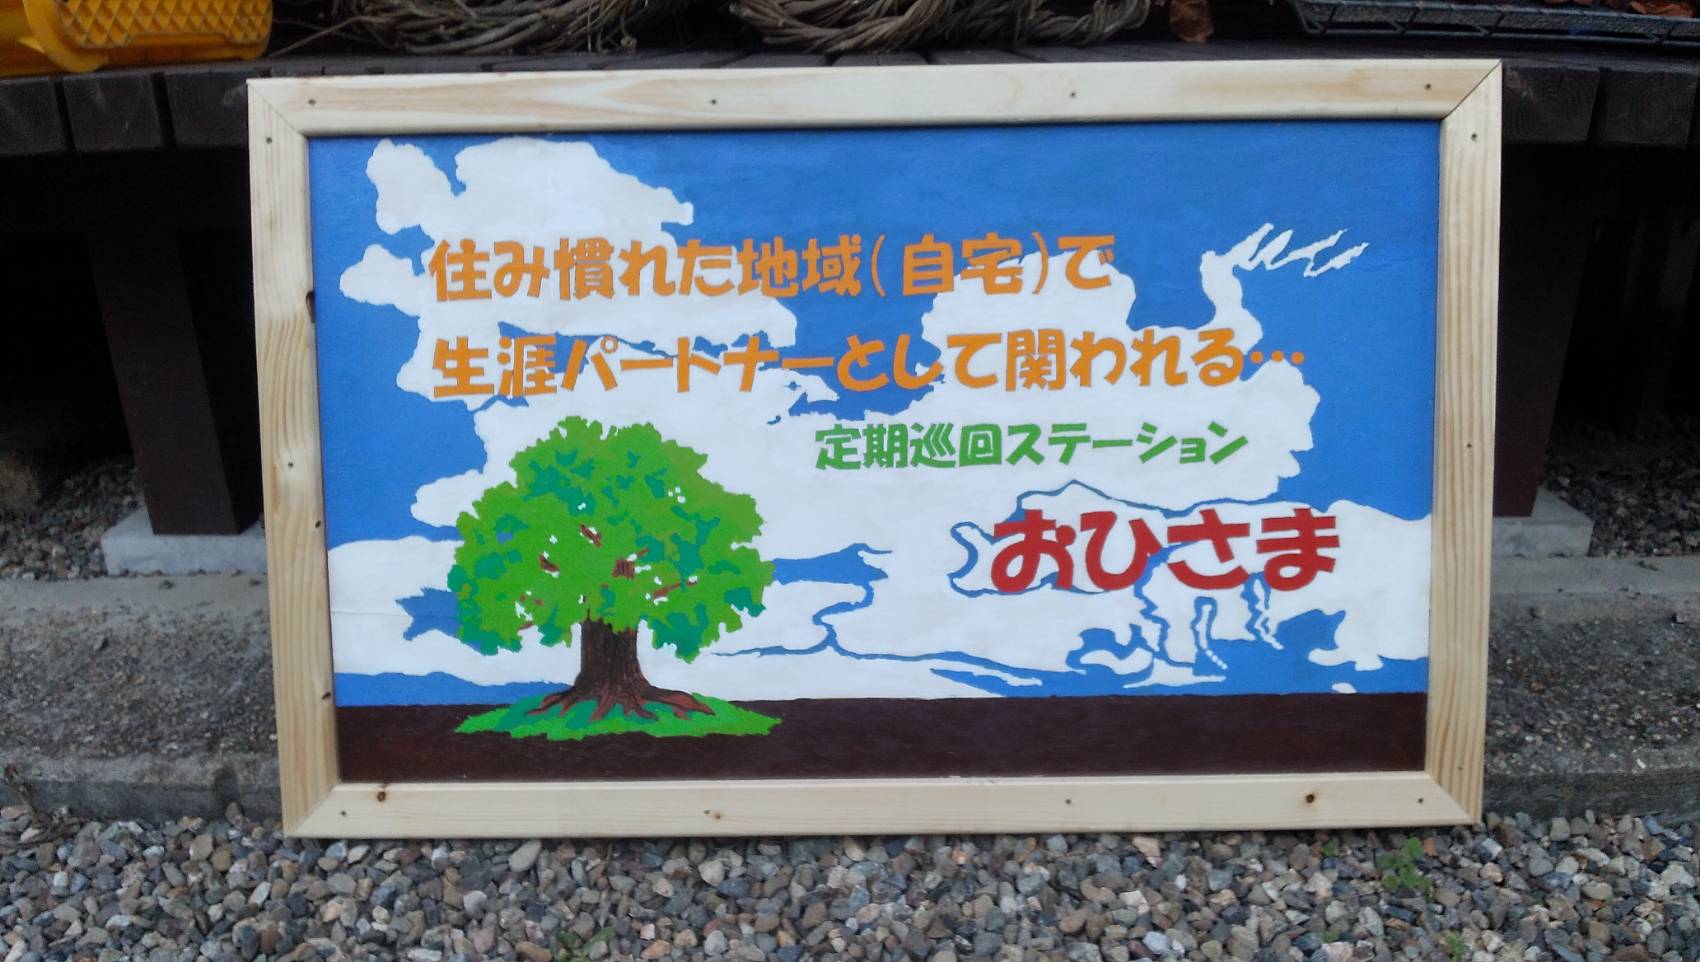 住み慣れた地域(自宅)で
生涯パートナーとして関われる…
定期巡回ステーション
おひさま